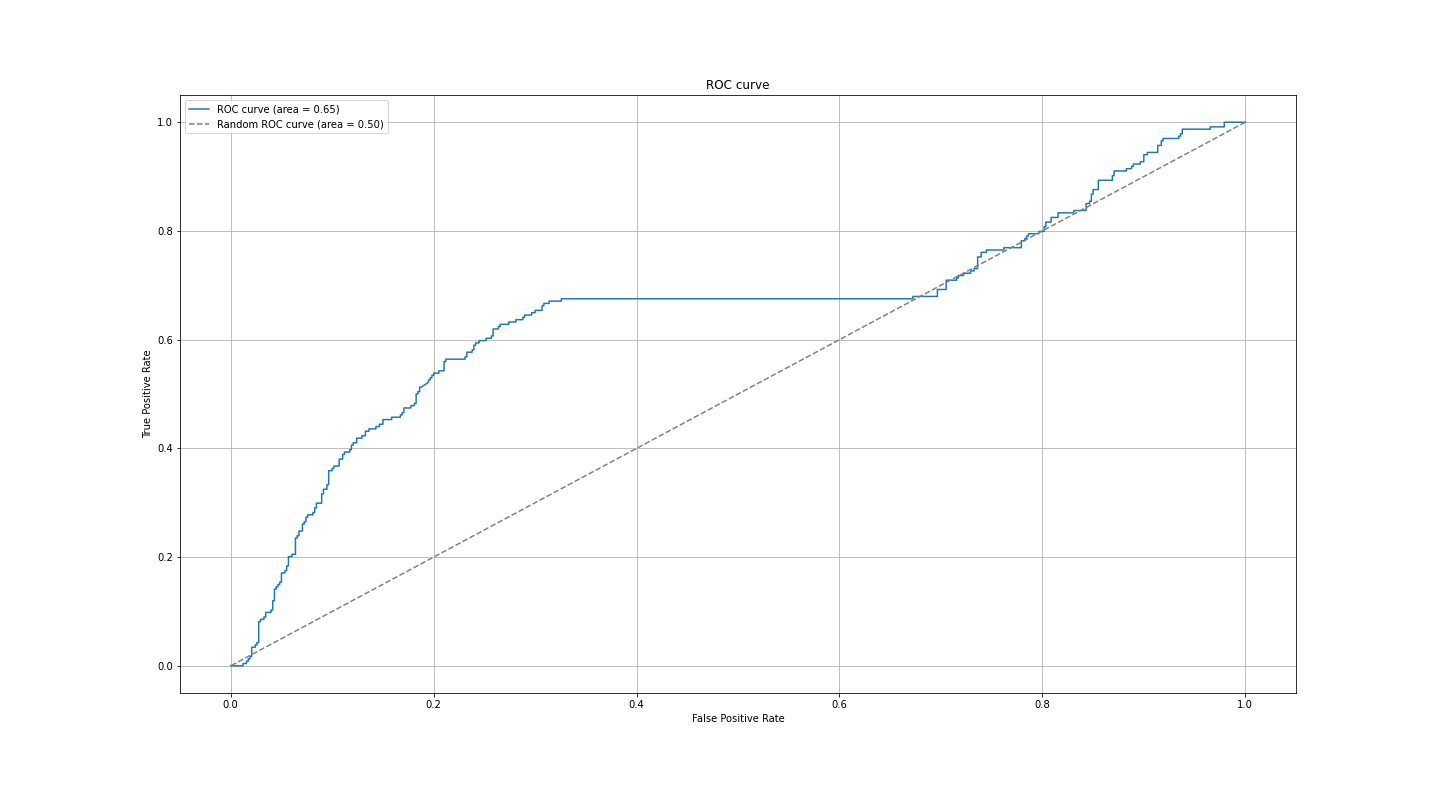 ROC curve
ROC curve (area = 0.65)
Random ROC curve (area = 0.50)
1.0
0.8
0.6
0.4
0.2
0.0
True Positive Rate
0.0 0.2 0.4 0.6 0.8 1.0
False Positive Rate